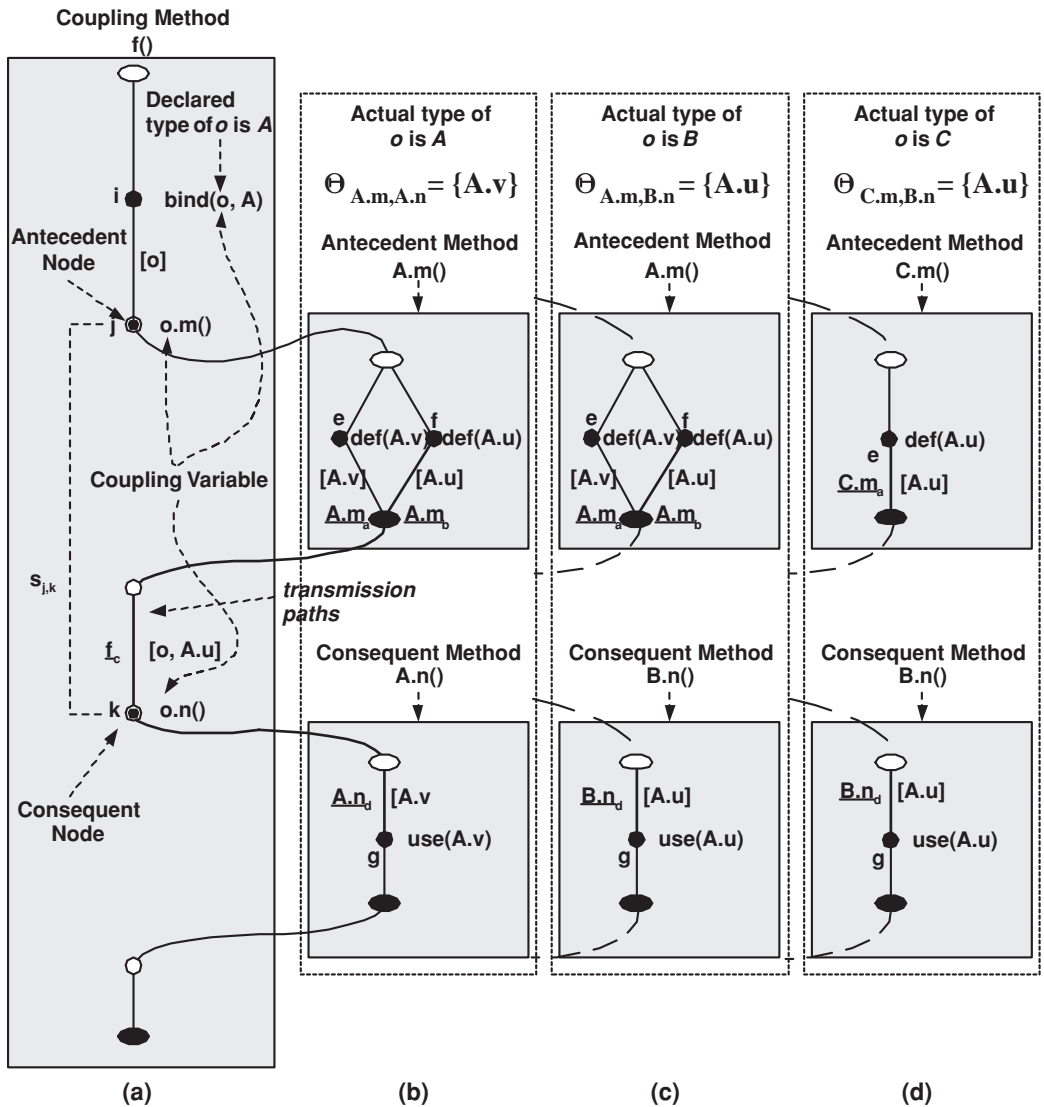 Coupling Method
f()
Declared
type of o is A
i
bind(o, A)
Antecedent
Node
[o]
j
o.m()
Coupling Variable
s_j,k
transmission
paths
f_c
[o, A.u]
k
o.n()
Consequent
Node
(a)
Actual type of
o is A
Θ A.m,A.n = {A.v}
Antecedent Method
A.m()
e
f
def(A.v)
def(A.u)
[A.v]
[A.u]
A.m_a
A.m_b
Consequent Method
A.n()
A.n_d
[A.v
use(A.v)
g
(b)
Actual type of
o is B
Θ A.m,B.n = {A.u}
Antecedent Method
A.m()
e
f
def(A.v)
def(A.u)
[A.v]
[A.u]
A.m_a
A.m_b
Consequent Method
B.n()
B.n_d
[A.u]
use(A.u)
g
(c)
Actual type of
o is C
Θ C.m,B.n = {A.u}
Antecedent Method
C.m()
def(A.u)
e
C.m_a
[A.u]
Consequent Method
B.n()
B.n_d
[A.u]
use(A.u)
g
(d)